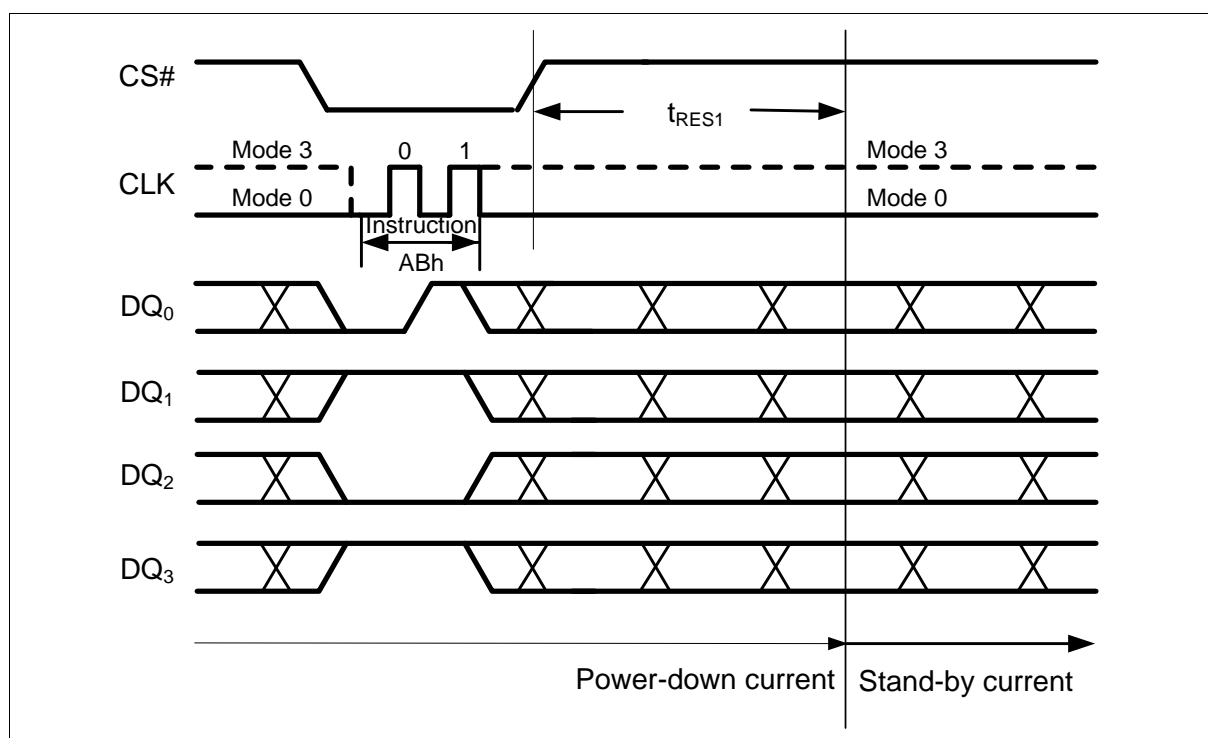 CS#
tRES1
Mode 3 0 1 Mode 3
CLK
Mode 0 Mode 0
Instruction
ABh
DQ0
DQ1
DQ2
DQ3
Power-down current Stand-by current